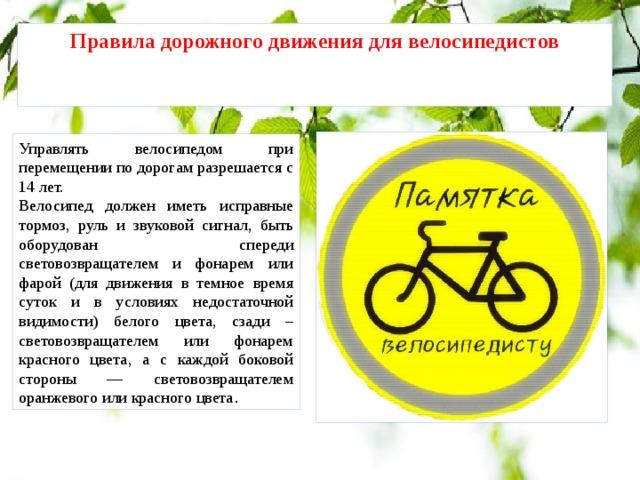 Правила дорожного движения для велосипедистов
Управлять велосипедом при
перемещении по дорогам разрешается с
14 лет.
Велосипед должен иметь исправные
тормоз, руль и звуковой сигнал, быть
оборудован спереди
световозвращателем и фонарем или
фарой (для движения в темное время
суток и в условиях недостаточной
видимости) белого цвета, сзади –
световозвращателем или фонарем
красного цвета, а с каждой боковой
стороны — световозвращателем
оранжевого или красного цвета.
Памятка
велосипедисту